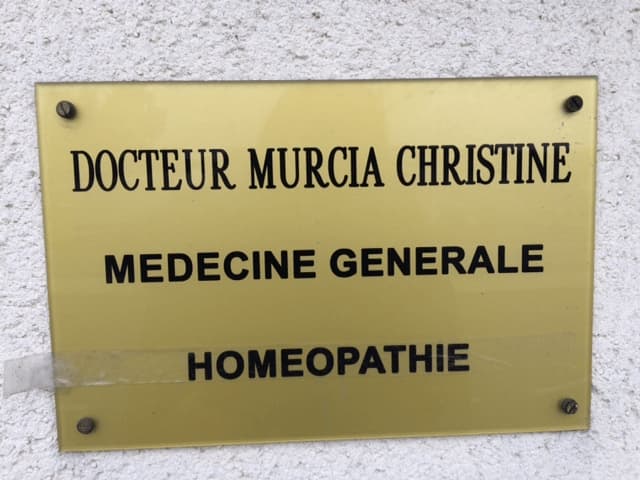 DOCTEUR MURCIA CHRISTINE
MEDECINE GENERALE
HOMEOPATHIE